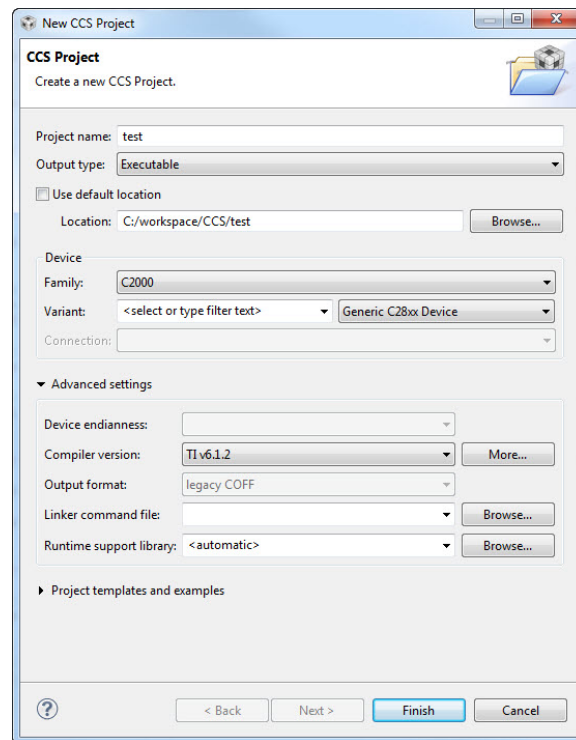 New CCS Project
CCS Project
Create a new CCS Project.
Project name: test
Output type: Executable
Use default location
Location: C:/workspace/CCS/test Browse...
Device
Family: C2000
Variant: <select or type filter text> Generic C28xx Device
Connection:
Advanced settings
Device endianness:
Compiler version: TI v6.1.2 More...
Output format: legacy COFF
Linker command file: Browse...
Runtime support library: <automatic> Browse...
Project templates and examples
? < Back Next > Finish Cancel